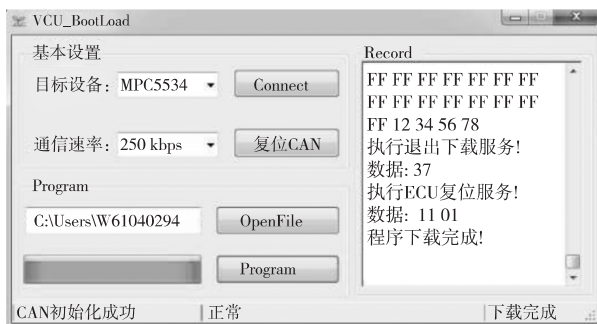 VCU_BootLoad
基本设置
目标设备: MPC5534
Connect
通信速率: 250 kbps
复位CAN
Program
C:\Users\W61040294
OpenFile
Program
Record
FF FF FF FF FF FF FF
FF FF FF FF FF FF FF
FF 12 34 56 78
执行退出下载服务!
数据: 37
执行ECU复位服务!
数据: 11 01
程序下载完成!
CAN初始化成功
正常
下载完成